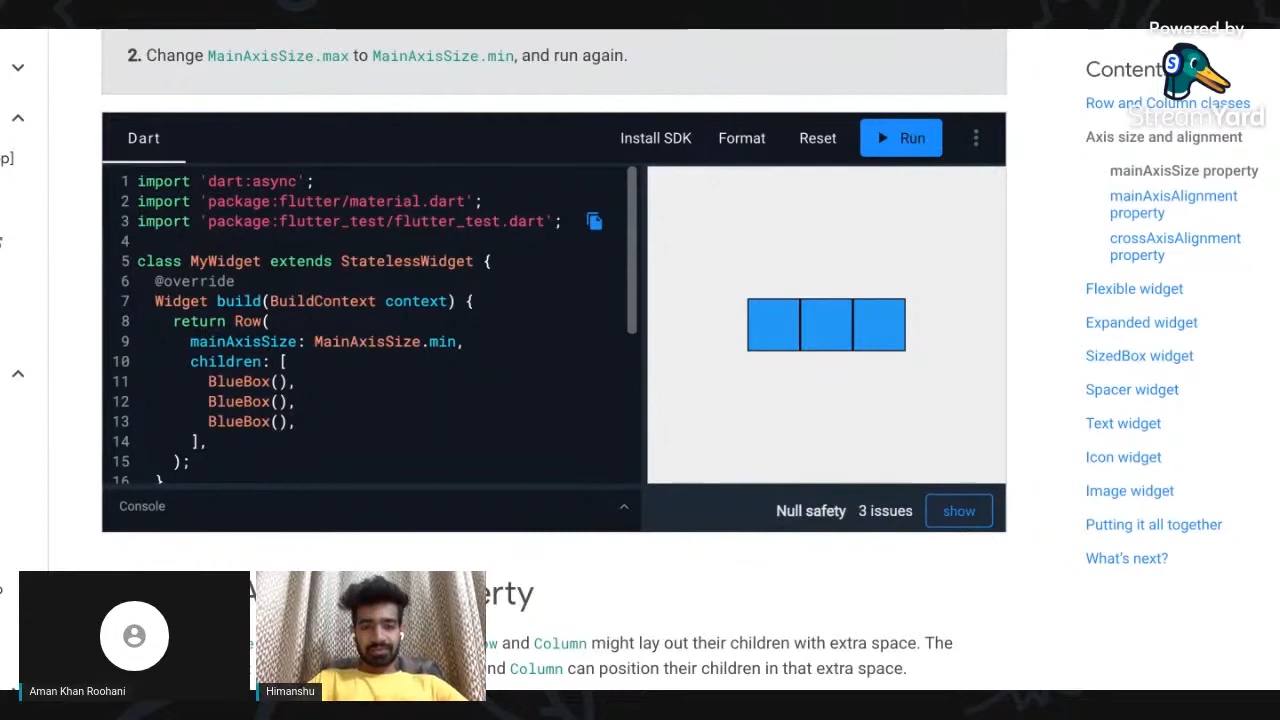 2. Change MainAxisSize.max to MainAxisSize.min, and run again.
Powered by
StreamYard
Content
Row and Column classes
Axis size and alignment
mainAxisSize property
mainAxisAlignment
property
crossAxisAlignment
property
Flexible widget
Expanded widget
SizedBox widget
Spacer widget
Text widget
Icon widget
Image widget
Putting it all together
What's next?
p]
Dart
Install SDK
Format
Reset
Run
1 import 'dart:async';
2 import 'package:flutter/material.dart';
3 import 'package:flutter_test/flutter_test.dart';
4
5 class MyWidget extends StatelessWidget {
6 @override
7 Widget build(BuildContext context) {
8 return Row(
9 mainAxisSize: MainAxisSize.min,
10 children: [
11 BlueBox(),
12 BlueBox(),
13 BlueBox(),
14 ],
15 );
16 }
Console
Null safety 3 issues
show
erty
w and Column might lay out their children with extra space. The
nd Column can position their children in that extra space.
Aman Khan Roohani
Himanshu